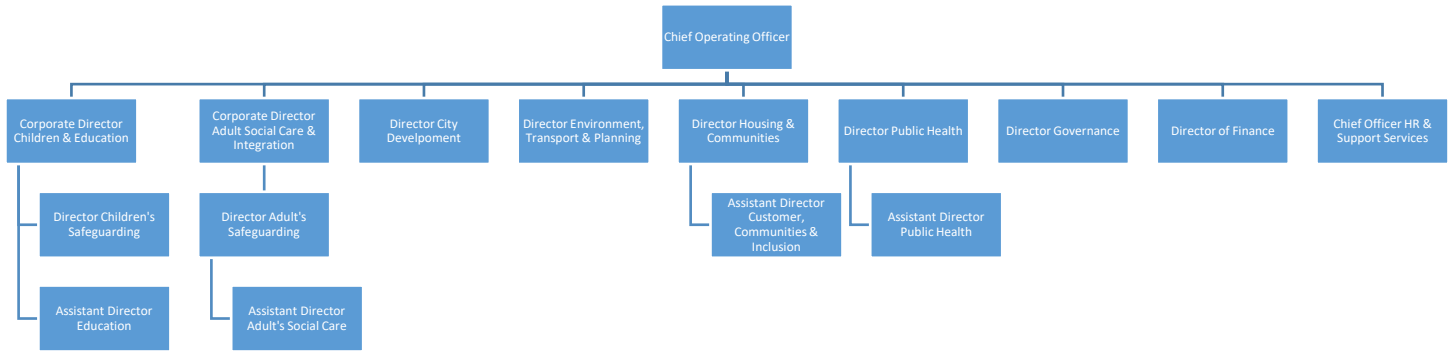 Chief Operating Officer
Corporate Director
Children & Education
Corporate Director
Adult Social Care &
Integration
Director City
Develpoment
Director Environment,
Transport & Planning
Director Housing &
Communities
Director Public Health
Director Governance
Director of Finance
Chief Officer HR &
Support Services
Director Children's
Safeguarding
Director Adult's
Safeguarding
Assistant Director
Customer,
Communities &
Inclusion
Assistant Director
Public Health
Assistant Director
Education
Assistant Director
Adult's Social Care